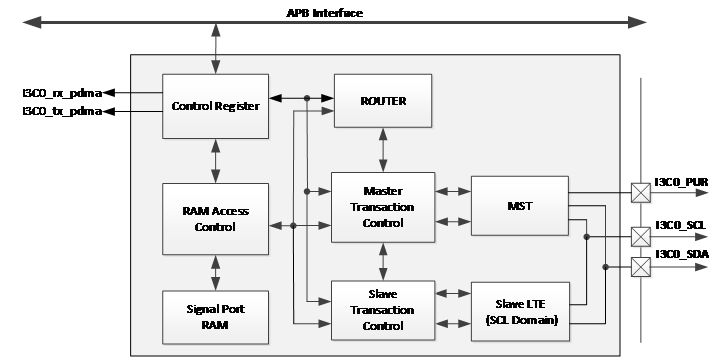 APB Interface
I3C0_rx_pdma
I3C0_tx_pdma
Control Register
ROUTER
RAM Access
Control
Master
Transaction
Control
MST
I3C0_PUR
I3C0_SCL
I3C0_SDA
Signal Port
RAM
Slave
Transaction
Control
Slave LTE
(SCL Domain)